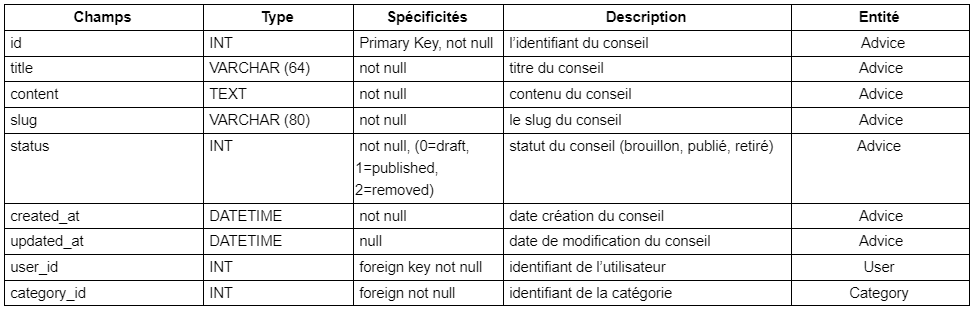 Champs Type Spécificités Description Entité
id INT Primary Key, not null l’identifiant du conseil Advice
title VARCHAR (64) not null titre du conseil Advice
content TEXT not null contenu du conseil Advice
slug VARCHAR (80) not null le slug du conseil Advice
status INT not null, (0=draft, statut du conseil (brouillon, publié, retiré) Advice
1=published,
2=removed)
created_at DATETIME not null date création du conseil Advice
updated_at DATETIME null date de modification du conseil Advice
user_id INT foreign key not null identifiant de l’utilisateur User
category_id INT foreign not null identifiant de la catégorie Category